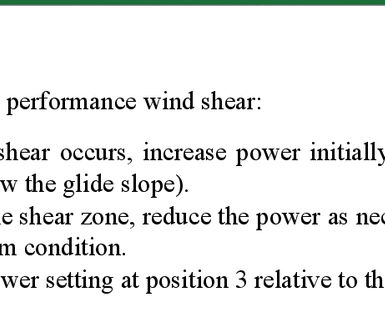 performance wind shear:
shear occurs, increase power initially
w the glide slope).
e shear zone, reduce the power as nec
m condition.
wer setting at position 3 relative to th